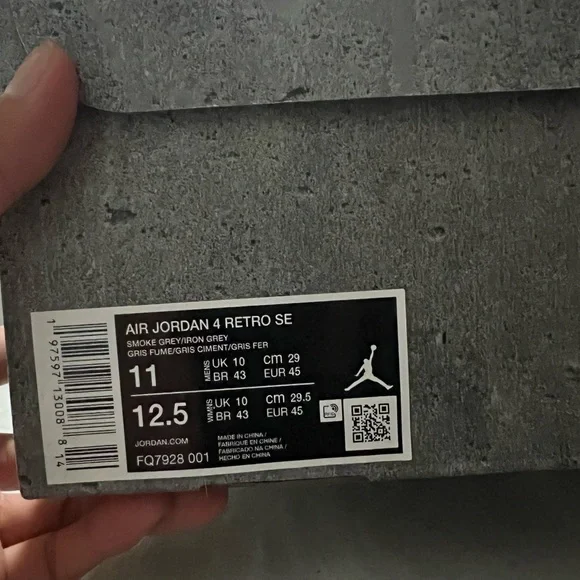 AIR JORDAN 4 RETRO SE
SMOKE GREY/IRON GREY
GRIS FUME/GRIS CIMENT/GRIS FER
11 MENS UK 10 cm 29
BR 43 EUR 45
12.5 WMNS UK 10 cm 29.5
BR 43 EUR 45
JORDAN.COM
FQ7928 001
MADE IN CHINA /
FABRIQUÉ EN CHINE /
FABRICADO NA CHINA /
HECHO EN CHINA
1 97597 13008 8 14